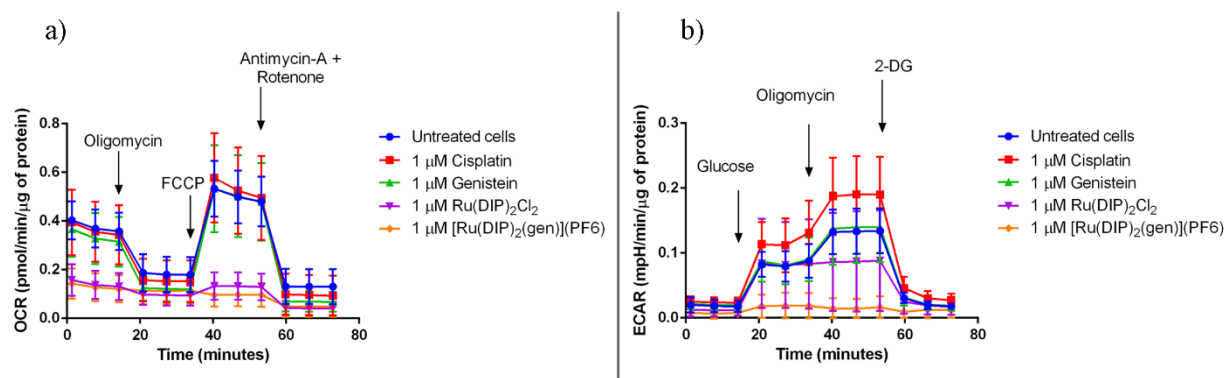 a)
Antimycin-A +
Rotenone
Oligomycin
FCCP
OCR (pmol/min/µg of protein)
0.8
0.6
0.4
0.2
0.0
0 20 40 60 80
Time (minutes)
Untreated cells
1 µM Cisplatin
1 µM Genistein
1 µM Ru(DIP)₂Cl₂
1 µM [Ru(DIP)₂(gen)](PF6)
b)
2-DG
Oligomycin
Glucose
ECAR (mpH/min/µg of protein)
0.3
0.2
0.1
0.0
0 20 40 60 80
Time (minutes)
Untreated cells
1 µM Cisplatin
1 µM Genistein
1 µM Ru(DIP)₂Cl₂
1 µM [Ru(DIP)₂(gen)](PF6)